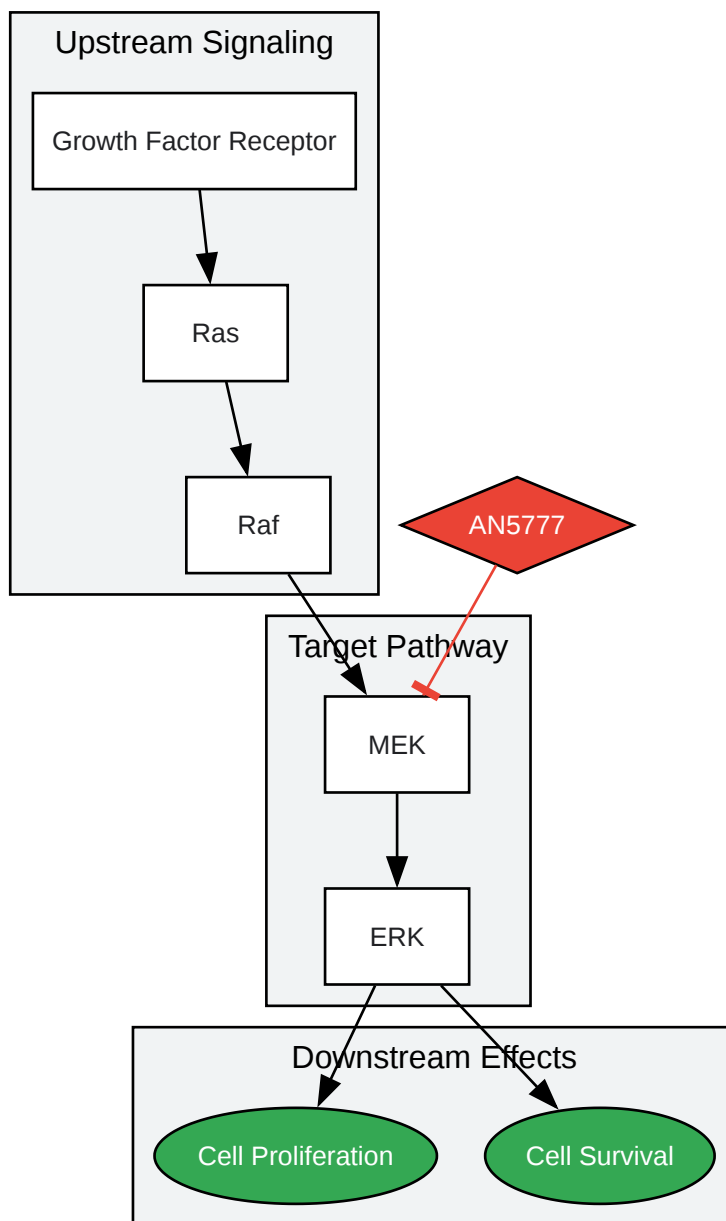 Upstream Signaling
Growth Factor Receptor
Ras
Raf
AN5777
Target Pathway
MEK
ERK
Downstream Effects
Cell Proliferation
Cell Survival